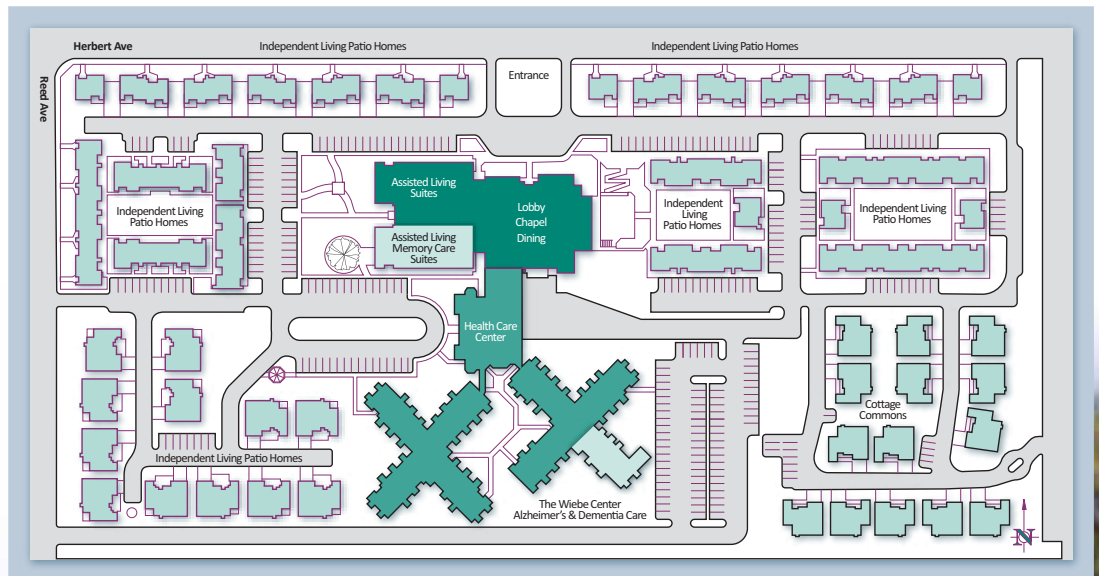 Herbert Ave
Independent Living Patio Homes
Independent Living Patio Homes
Reed Ave
Entrance
Assisted Living
Suites
Lobby
Chapel
Dining
Independent Living
Patio Homes
Independent
Living
Patio Homes
Independent Living
Patio Homes
Assisted Living
Memory Care
Suites
Health Care
Center
Cottage
Commons
Independent Living Patio Homes
The Wiebe Center
Alzheimer's & Dementia Care
N